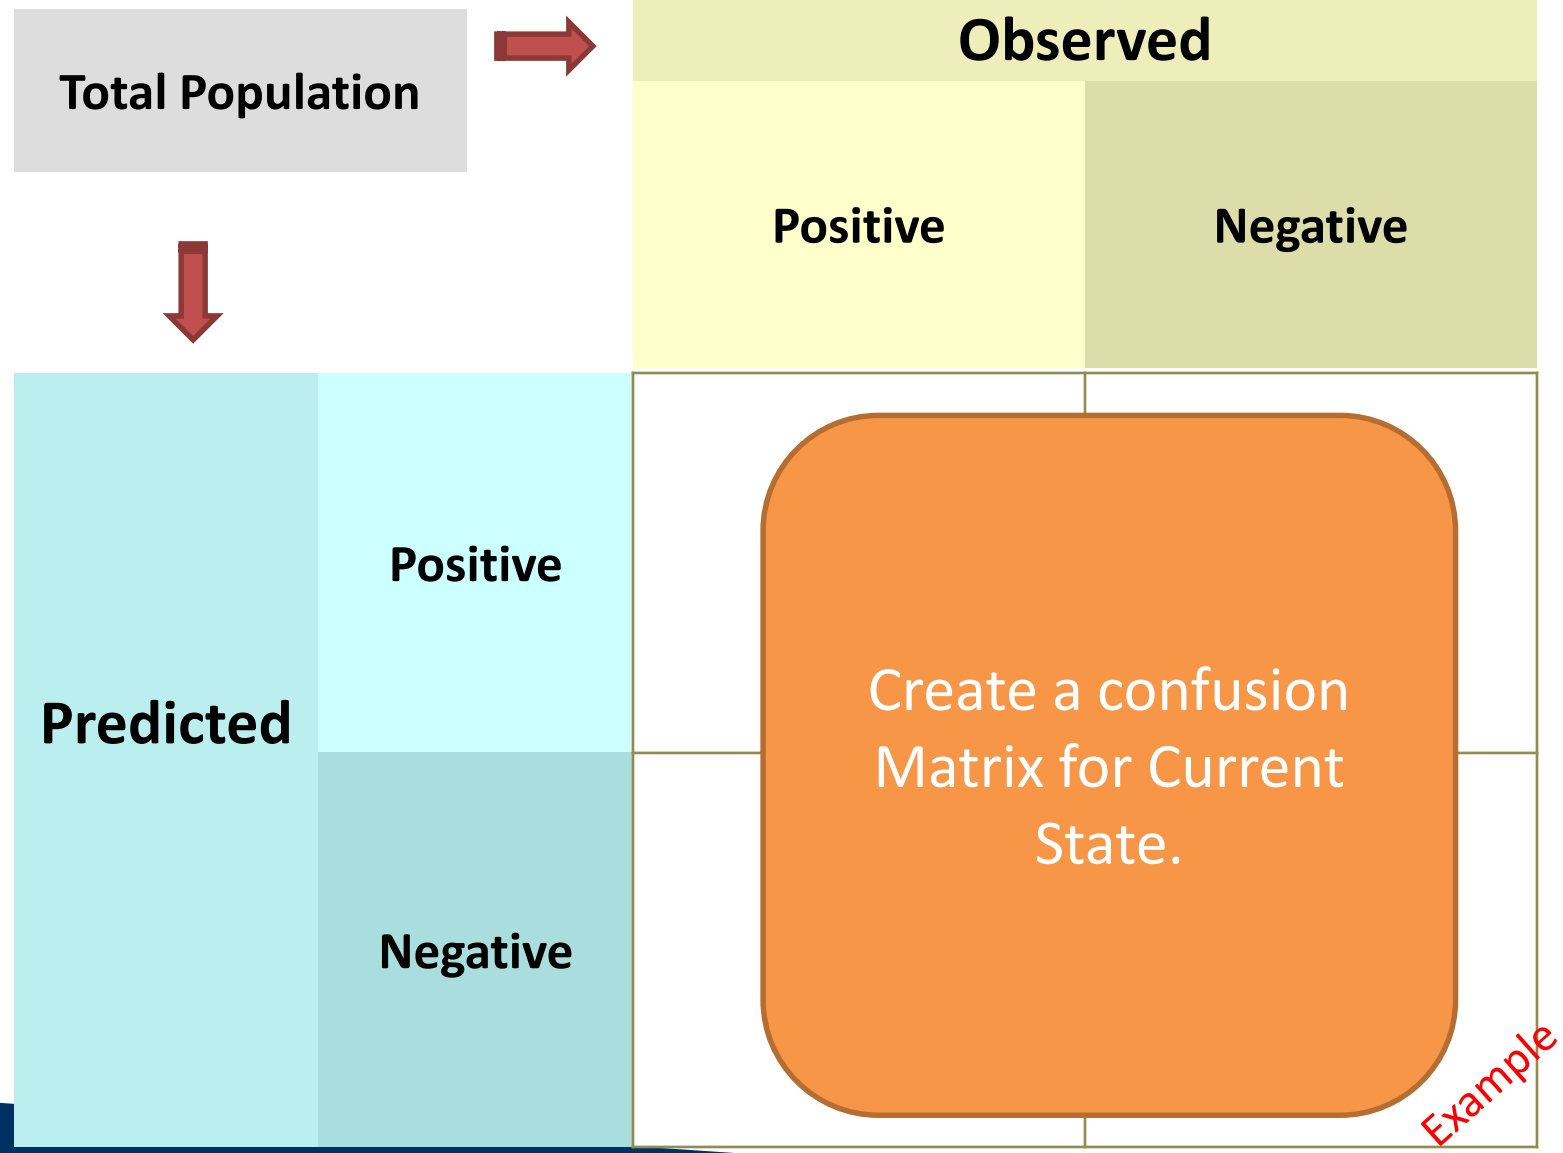 Total Population
Observed
Positive
Negative
Predicted
Positive
Negative
Create a confusion
Matrix for Current
State.
Example